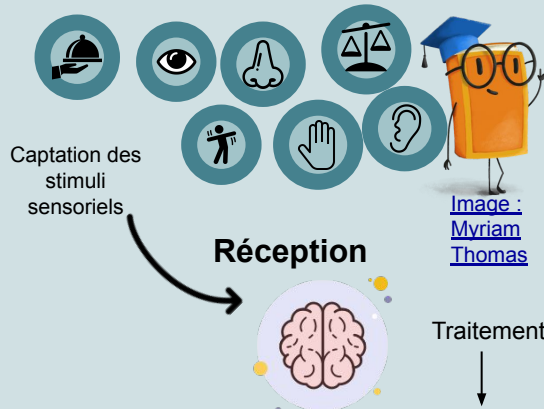 Captation des
stimuli
sensoriels
Image :
Myriam
Thomas
Réception
Traitement